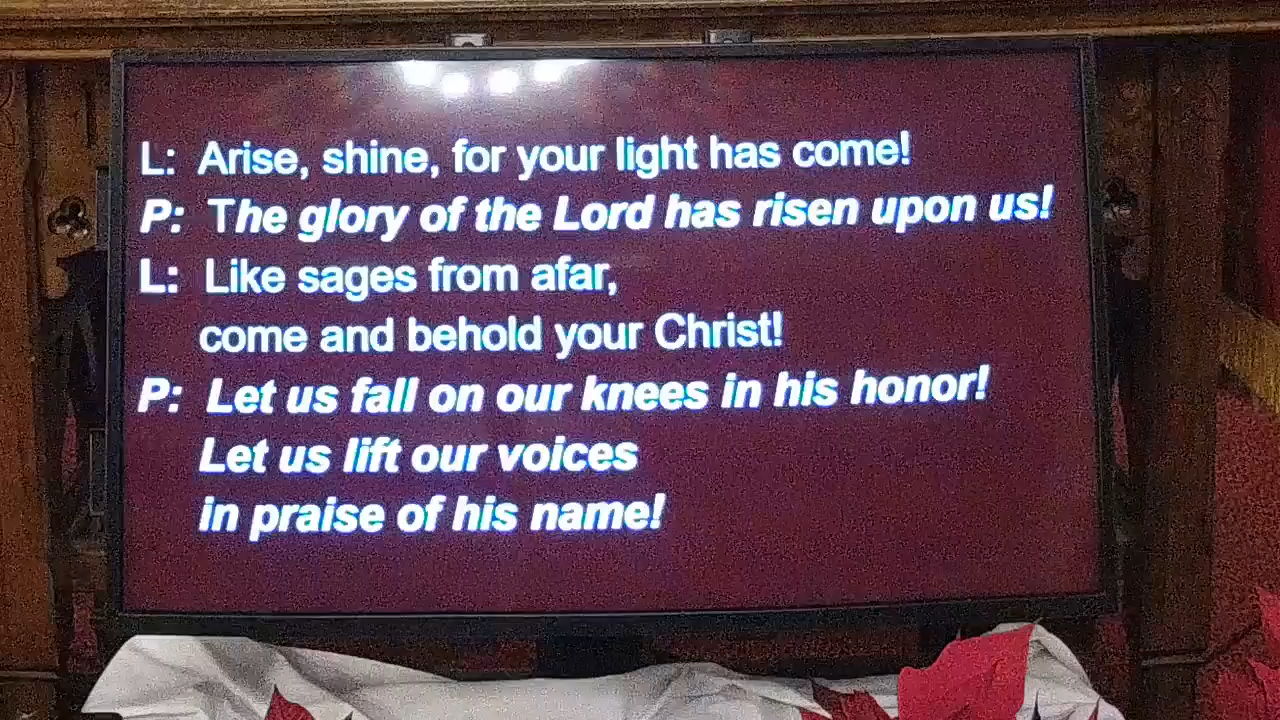 L: Arise, shine, for your light has come!
P: The glory of the Lord has risen upon us!
L: Like sages from afar,
come and behold your Christ!
P: Let us fall on our knees in his honor!
Let us lift our voices
in praise of his name!